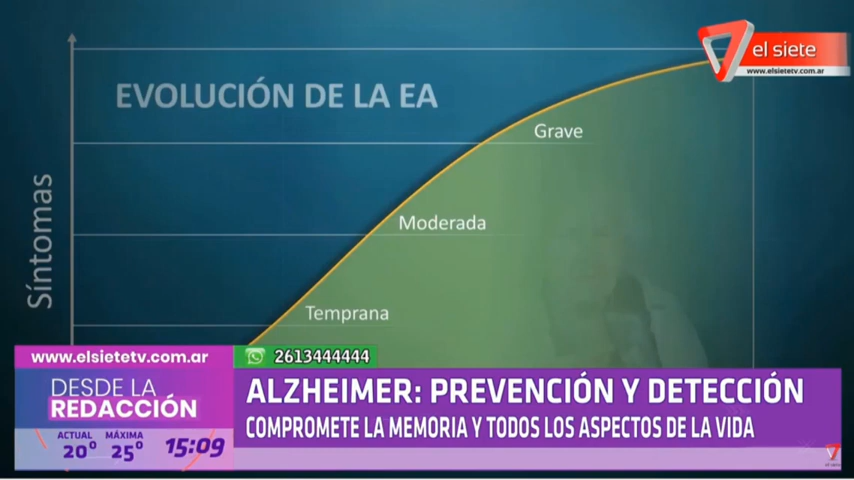 el siete
www.elsietetv.com.ar
EVOLUCIÓN DE LA EA
Síntomas
Grave
Moderada
Temprana
www.elsietetv.com.ar
2613444444
DESDE LA
REDACCIÓN
ALZHEIMER: PREVENCIÓN Y DETECCIÓN
COMPROMETE LA MEMORIA Y TODOS LOS ASPECTOS DE LA VIDA
ACTUAL MÁXIMA
20° 25°
15:09
el siete